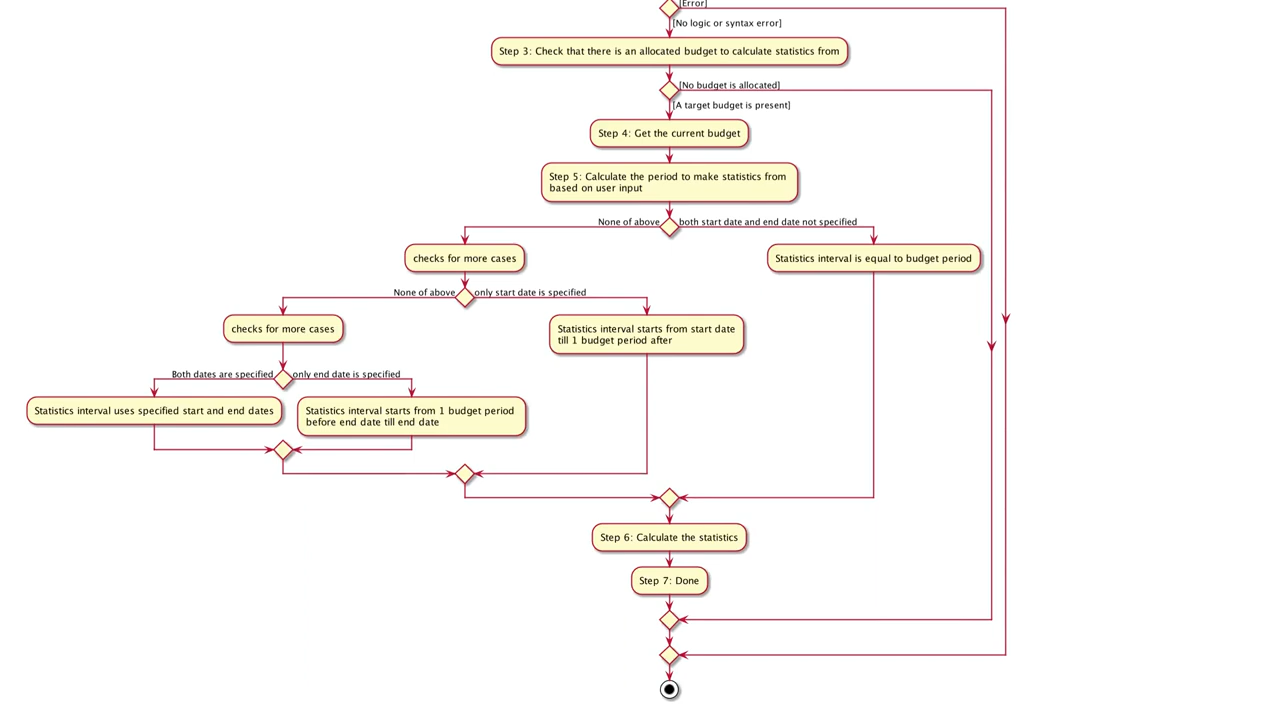 [Error]
[No logic or syntax error]
Step 3: Check that there is an allocated budget to calculate statistics from
[No budget is allocated]
[A target budget is present]
Step 4: Get the current budget
Step 5: Calculate the period to make statistics from
based on user input
None of above
both start date and end date not specified
checks for more cases
Statistics interval is equal to budget period
None of above
only start date is specified
checks for more cases
Statistics interval starts from start date
till 1 budget period after
Both dates are specified
only end date is specified
Statistics interval uses specified start and end dates
Statistics interval starts from 1 budget period
before end date till end date
Step 6: Calculate the statistics
Step 7: Done